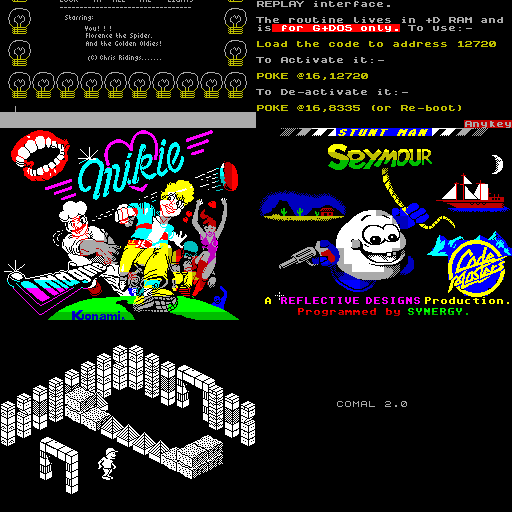 LOOK AT ALL THE LIGHTS
Starring:
You! ! !
Florence the Spider.
And the Golden Oldies!
(C) Chris Ridings.......
REPLAY interface.
The routine lives in +D RAM and
is for G+DOS only. To use:-
Load the code to address 12720
To Activate it:-
POKE @16,12720
To De-activate it:-
POKE @16,8335 (or Re-boot)
Anykey
mikie
Konami.
STUNT MAN
SEYMOUR
Code Masters
A REFLECTIVE DESIGNS Production.
Programmed by SYNERGY.
COMAL 2.0